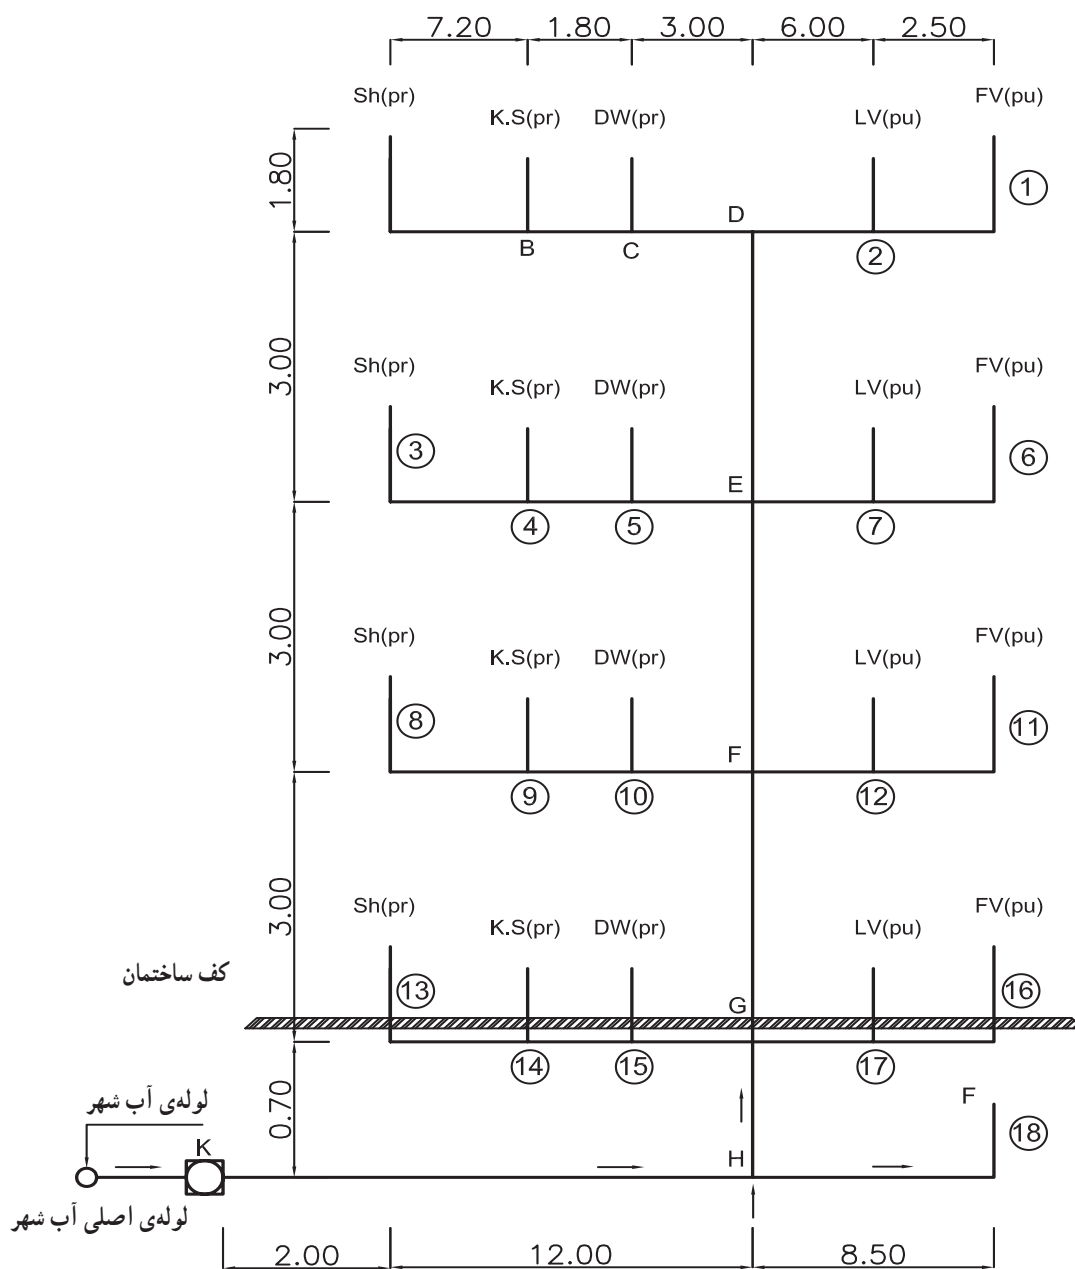 7.20 1.80 3.00 6.00 2.50
Sh(pr) K.S(pr) DW(pr) LV(pu) FV(pu)
1.80
1
D
B C 2
3.00
Sh(pr) K.S(pr) DW(pr) LV(pu) FV(pu)
3 6
E
4 5 7
3.00
Sh(pr) K.S(pr) DW(pr) LV(pu) FV(pu)
8 11
F
9 10 12
3.00
Sh(pr) K.S(pr) DW(pr) LV(pu) FV(pu)
کف ساختمان
13 16
G
14 15 17
0.70
لوله‌ی آب شهر
F
18
K
H
لوله‌ی اصلی آب شهر
2.00 12.00 8.50